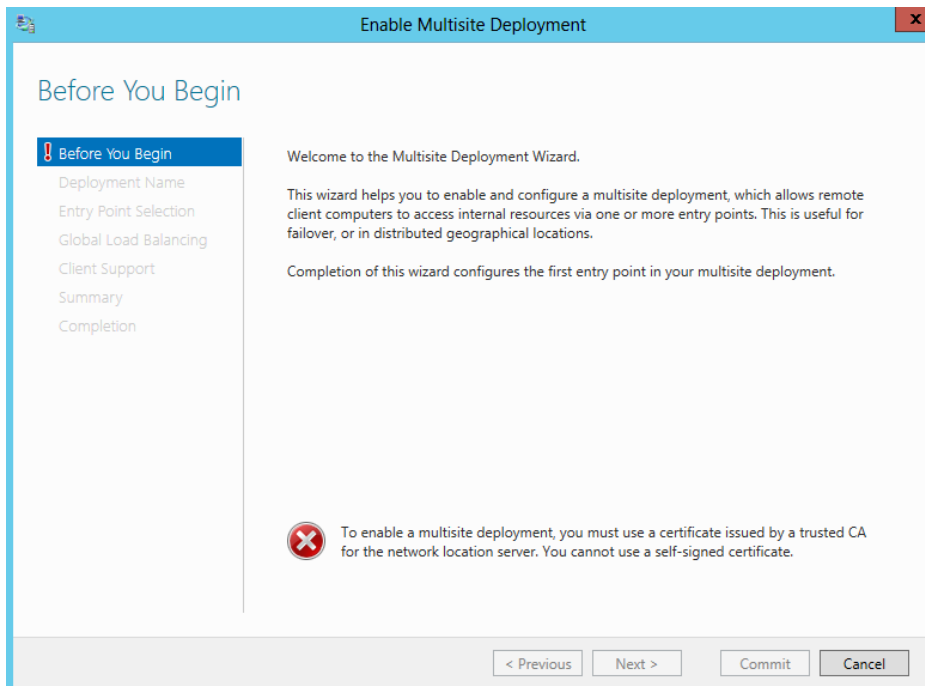 Enable Multisite Deployment
x
Before You Begin
Before You Begin
Deployment Name
Entry Point Selection
Global Load Balancing
Client Support
Summary
Completion
Welcome to the Multisite Deployment Wizard.
This wizard helps you to enable and configure a multisite deployment, which allows remote
client computers to access internal resources via one or more entry points. This is useful for
failover, or in distributed geographical locations.
Completion of this wizard configures the first entry point in your multisite deployment.
To enable a multisite deployment, you must use a certificate issued by a trusted CA
for the network location server. You cannot use a self-signed certificate.
< Previous
Next >
Commit
Cancel